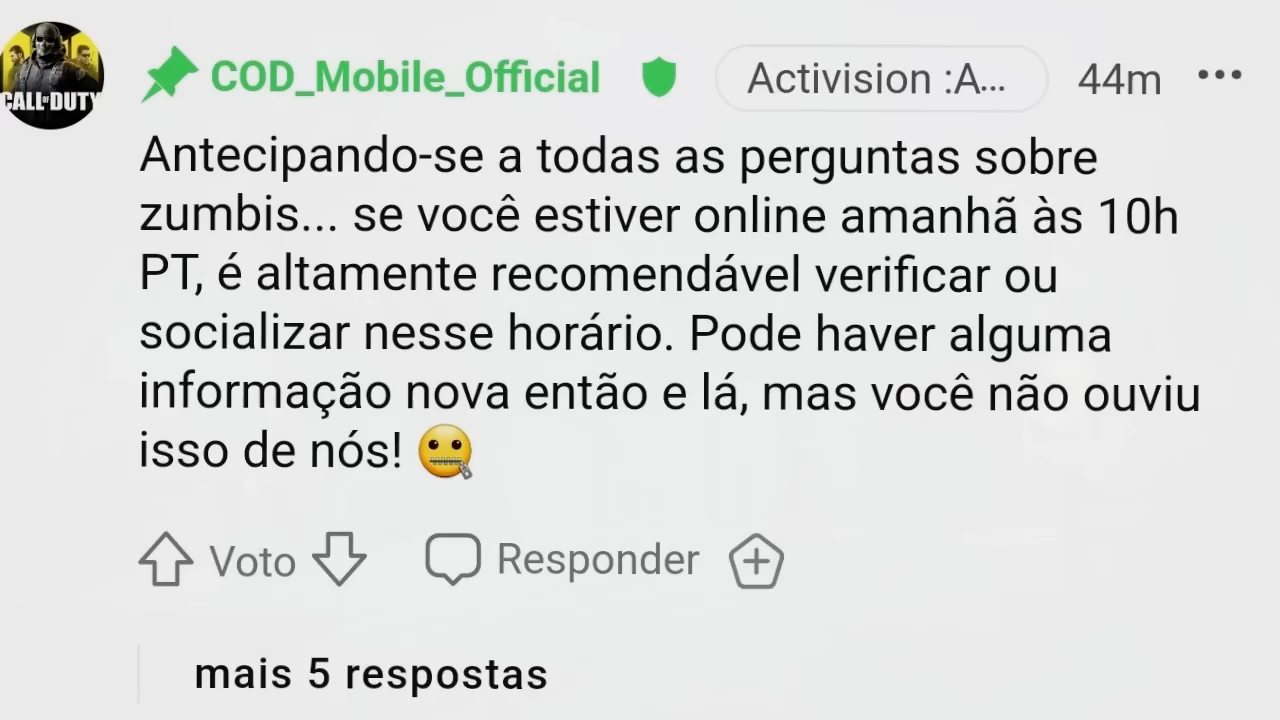 CALL OF DUTY
COD_Mobile_Official Activision :A... 44m
Antecipando-se a todas as perguntas sobre
zumbis... se você estiver online amanhã às 10h
PT, é altamente recomendável verificar ou
socializar nesse horário. Pode haver alguma
informação nova então e lá, mas você não ouviu
isso de nós! 🤐
Voto Responder
mais 5 respostas